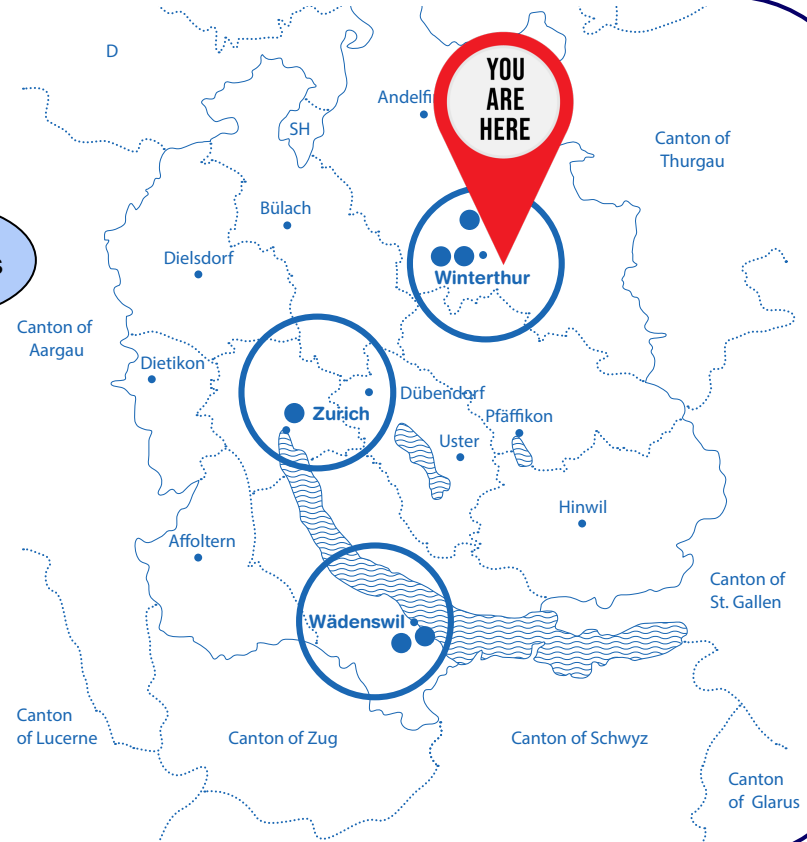 D
YOU
ARE
HERE
SH
Canton of
Thurgau
Bülach
Dielsdorf
Winterthur
Canton of
Aargau
Dietikon
Dübendorf
Zurich
Pfäffikon
Uster
Hinwil
Affoltern
Canton of
St. Gallen
Wädenswil
Canton
of Lucerne
Canton of Zug
Canton of Schwyz
Canton
of Glarus